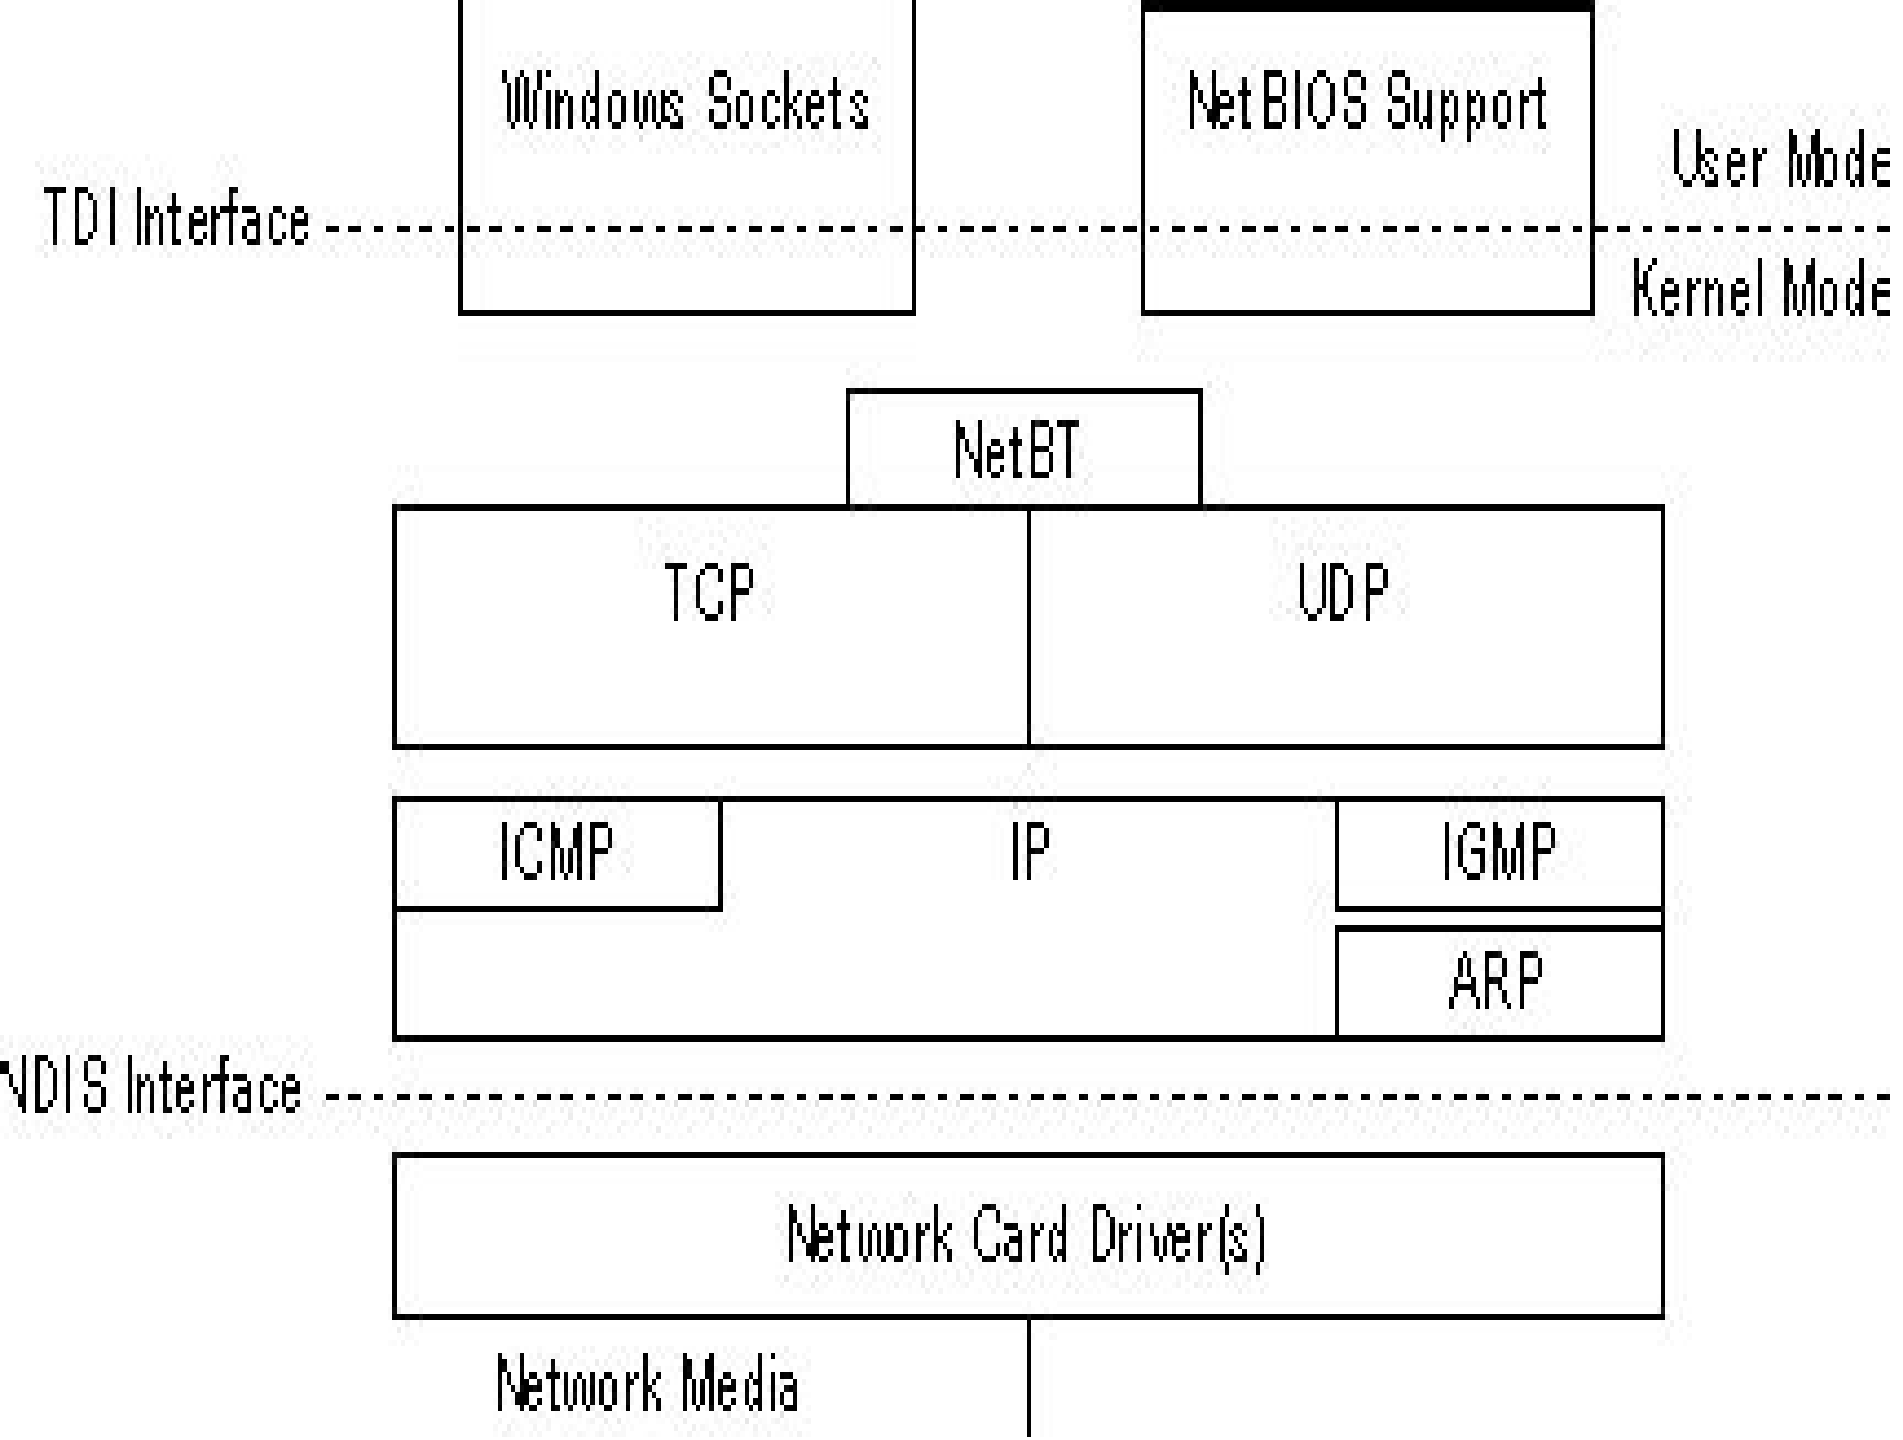 Windows Sockets
NetBIOS Support
User Mode
TDI Interface
Kernel Mode
NetBT
TCP
UDP
ICMP
IP
IGMP
ARP
NDIS Interface
Network Card Driver(s)
Network Media